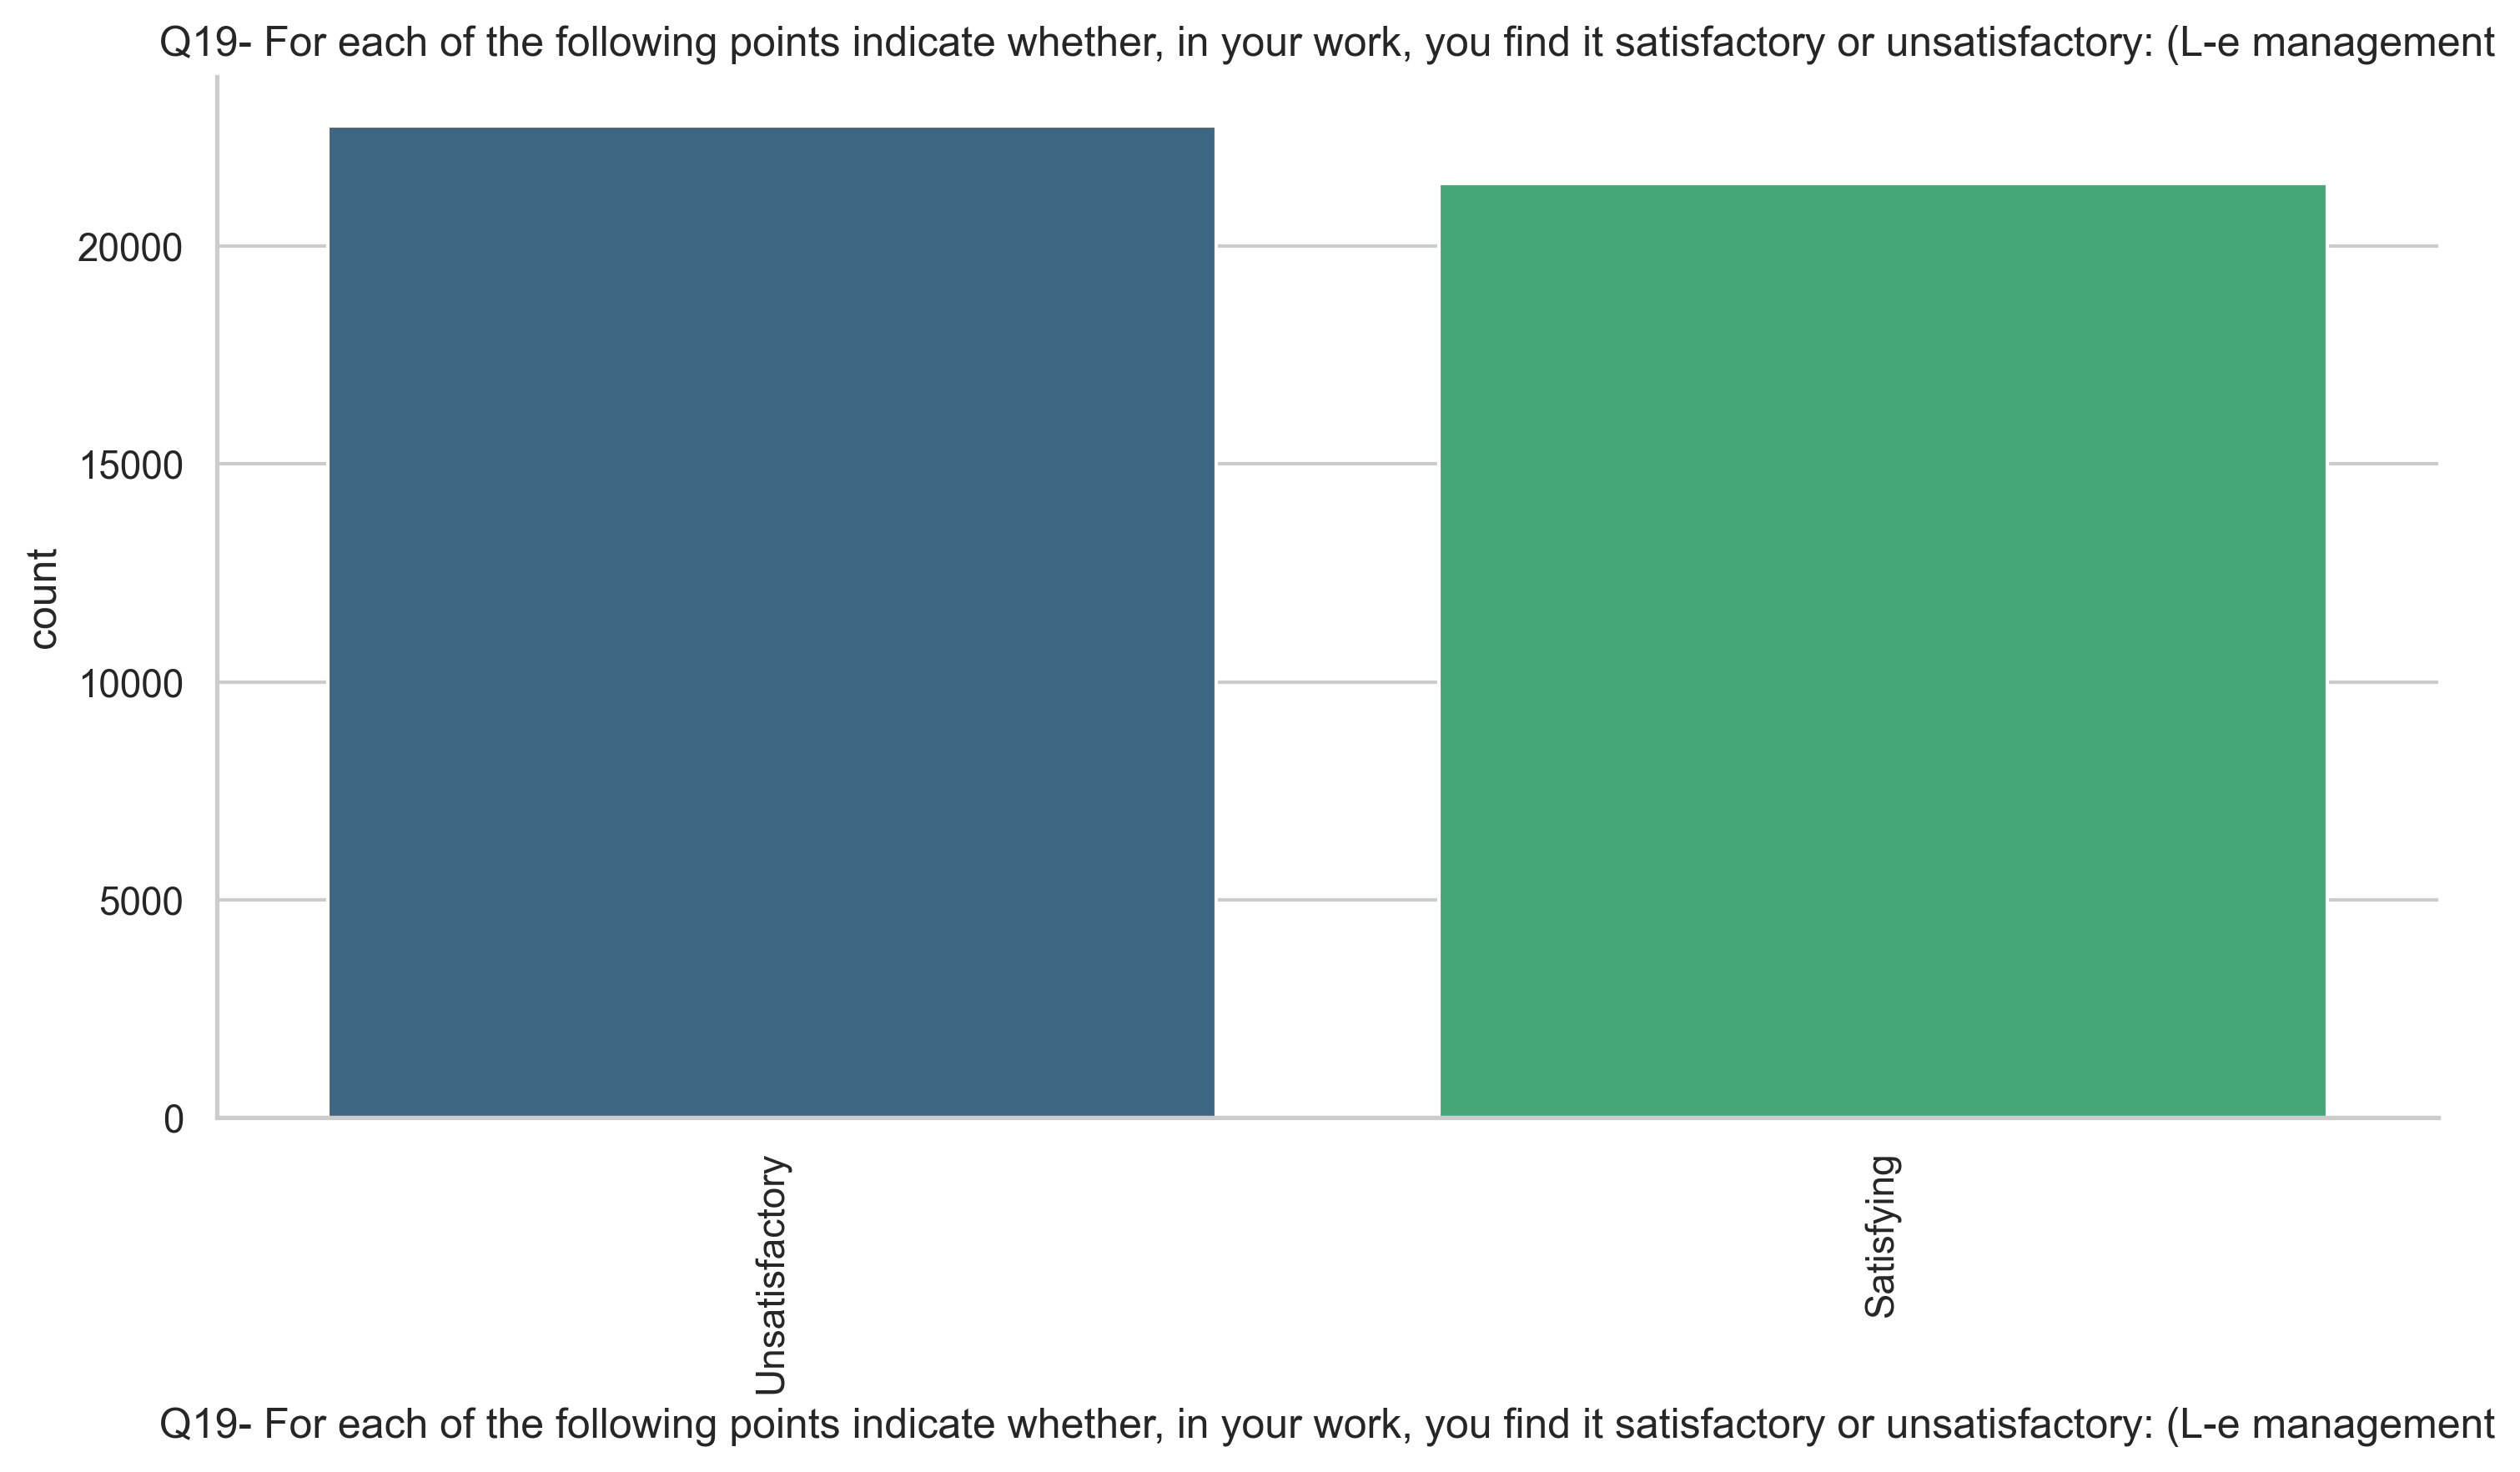 Q19- For each of the following points indicate whether, in your work, you find it satisfactory or unsatisfactory: (L-e management
20000
15000
10000
5000
0
count
Unsatisfactory
Satisfying
Q19- For each of the following points indicate whether, in your work, you find it satisfactory or unsatisfactory: (L-e management